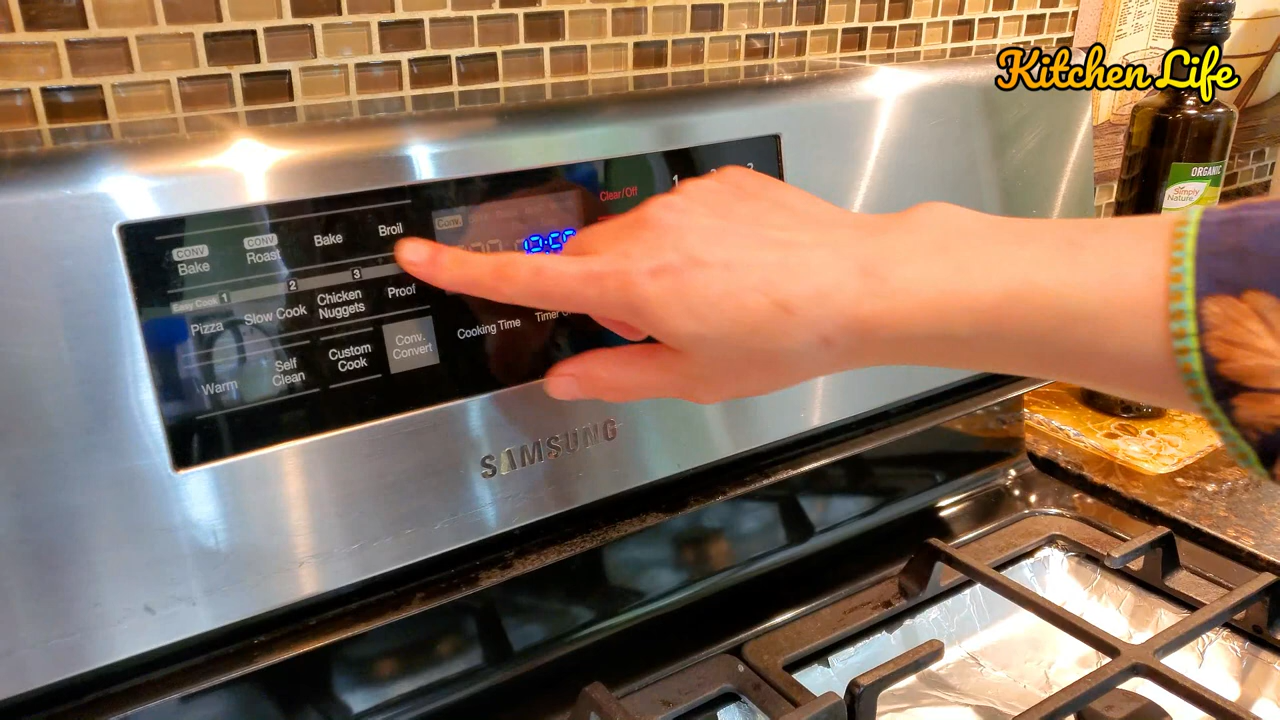 Kitchen Life
ORGANIC
Simply
Nature
Clear/Off
1
CONV
Bake
CONV
Roast
Bake
Broil
Conv.
Easy Cook 1
Pizza
2
Slow Cook
3
Chicken
Nuggets
Proof
Cooking Time
Warm
Self
Clean
Custom
Cook
Conv.
Convert
SAMSUNG